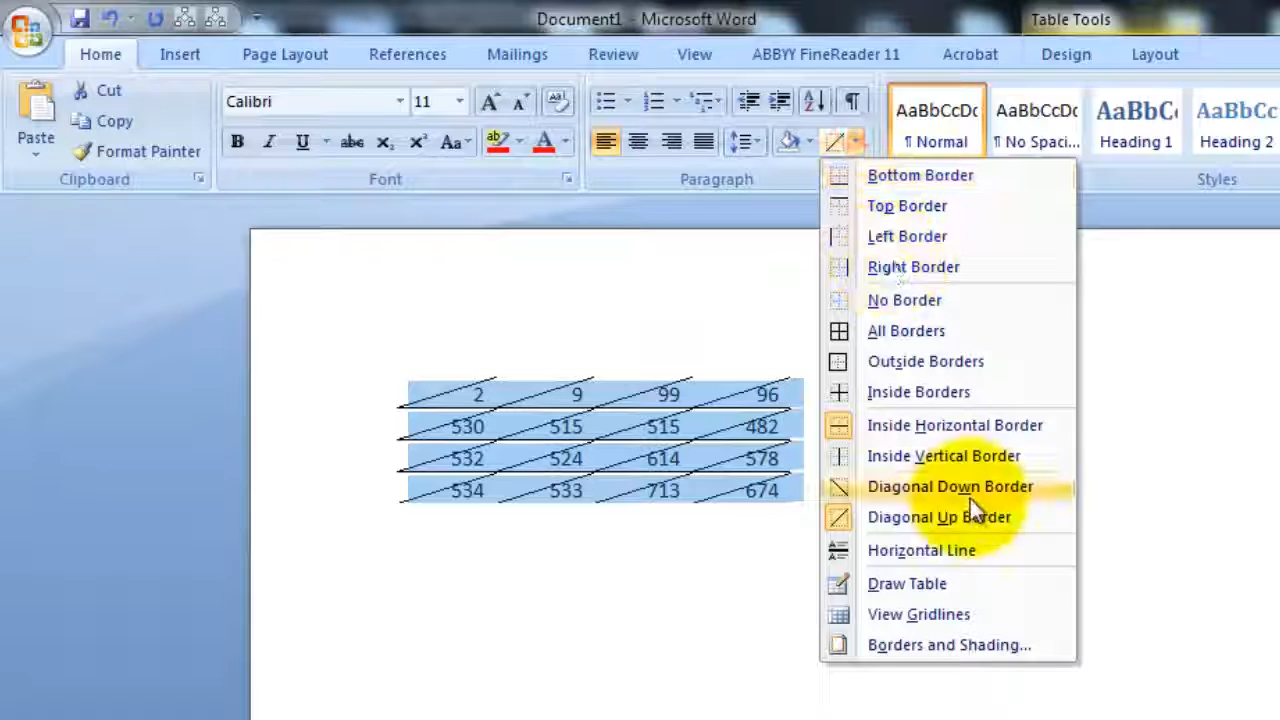 Document1 - Microsoft Word
Table Tools
Home Insert Page Layout References Mailings Review View ABBYY FineReader 11 Acrobat Design Layout
Paste
Cut
Copy
Format Painter
Clipboard
Calibri 11
B I U abc x₂ x² Aa
Font
Paragraph
AaBbCcDc AaBbCcDc AaBbC AaBbCc
¶ Normal ¶ No Spaci... Heading 1 Heading 2
Styles
Bottom Border
Top Border
Left Border
Right Border
No Border
All Borders
Outside Borders
Inside Borders
Inside Horizontal Border
Inside Vertical Border
Diagonal Down Border
Diagonal Up Border
Horizontal Line
Draw Table
View Gridlines
Borders and Shading...
2 9 99 96
530 515 515 482
532 524 614 578
534 533 713 674